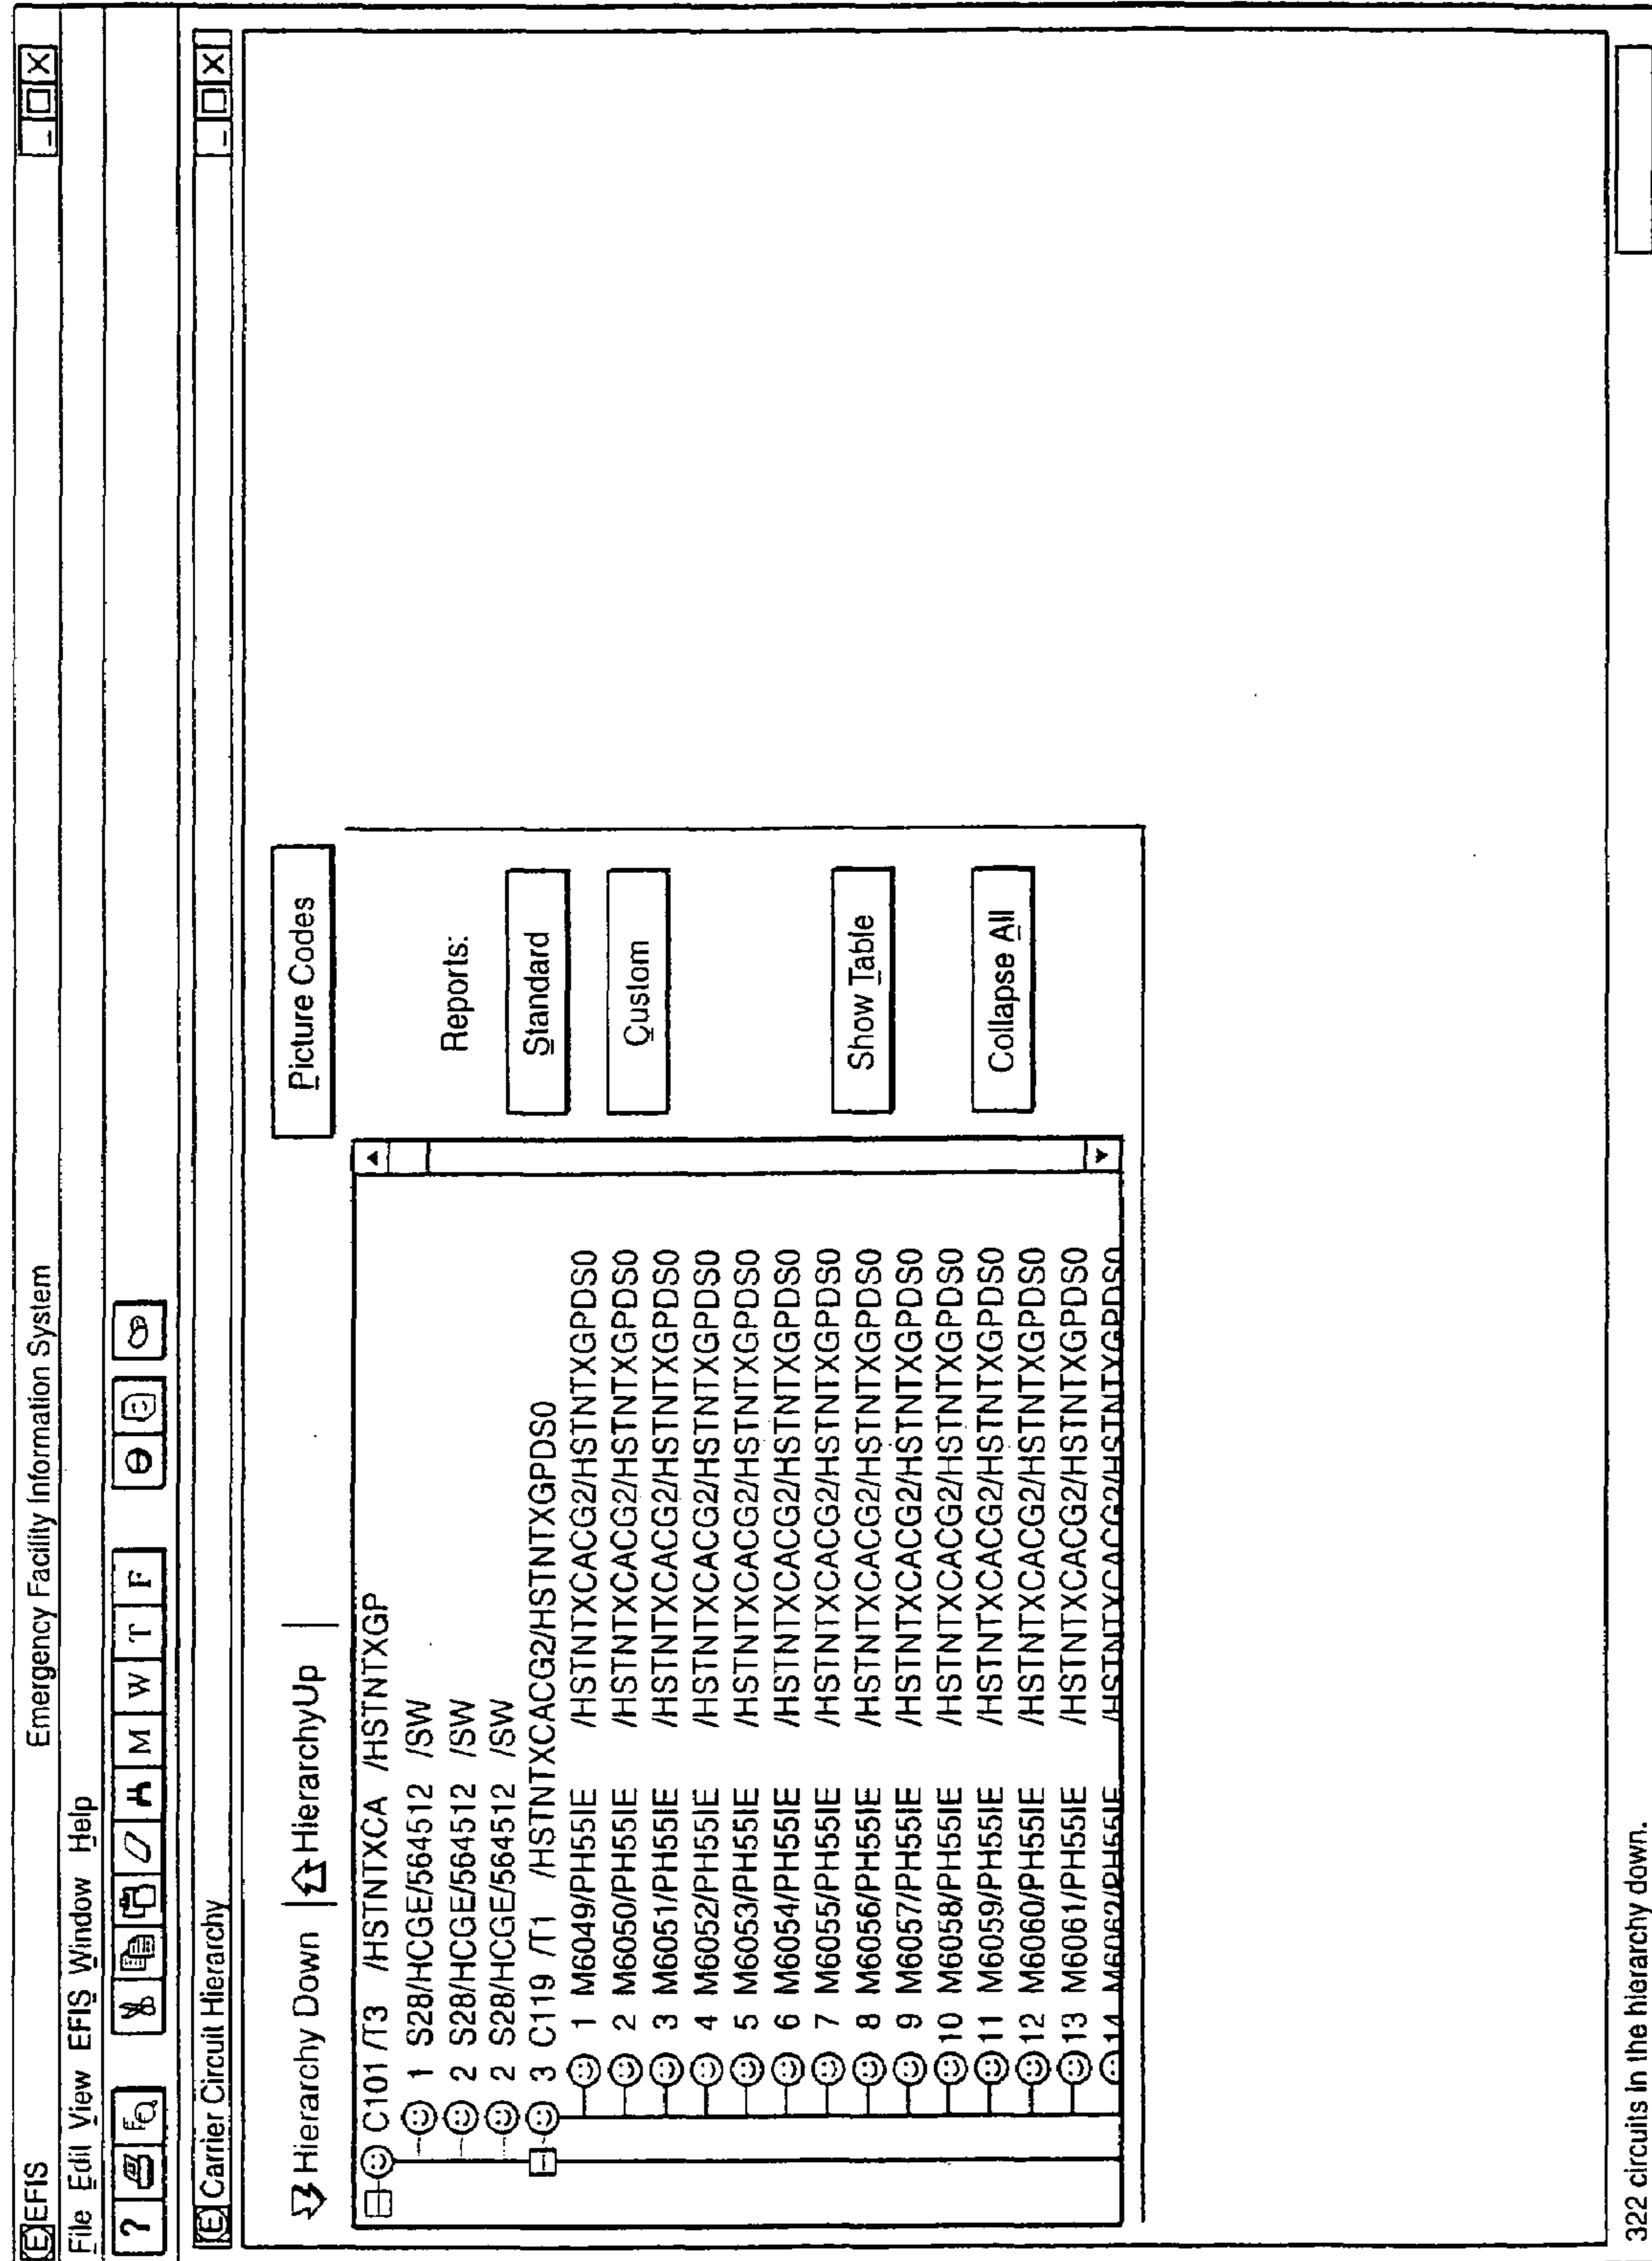 (E) EFIS
Emergency Facility Information System
_ X
File Edit View EFIS Window Help
? M W T F
(E) Carrier Circuit Hierarchy
_ X
Hierarchy Down HierarchyUp
Picture Codes
C101 /T3 /HSTNTXCA /HSTNTXGP
1 S28/HCGE/564512 /SW
2 S28/HCGE/564512 /SW
2 S28/HCGE/564512 /SW
3 C119 /T1 /HSTNTXCACG2/HSTNTXGPDS0
1 M6049/PH55IE /HSTNTXCACG2/HSTNTXGPDS0
2 M6050/PH55IE /HSTNTXCACG2/HSTNTXGPDS0
3 M6051/PH55IE /HSTNTXCACG2/HSTNTXGPDS0
4 M6052/PH55IE /HSTNTXCACG2/HSTNTXGPDS0
5 M6053/PH55IE /HSTNTXCACG2/HSTNTXGPDS0
6 M6054/PH55IE /HSTNTXCACG2/HSTNTXGPDS0
7 M6055/PH55IE /HSTNTXCACG2/HSTNTXGPDS0
8 M6056/PH55IE /HSTNTXCACG2/HSTNTXGPDS0
9 M6057/PH55IE /HSTNTXCACG2/HSTNTXGPDS0
10 M6058/PH55IE /HSTNTXCACG2/HSTNTXGPDS0
11 M6059/PH55IE /HSTNTXCACG2/HSTNTXGPDS0
12 M6060/PH55IE /HSTNTXCACG2/HSTNTXGPDS0
13 M6061/PH55IE /HSTNTXCACG2/HSTNTXGPDS0
14 M6062/PH55IE /HSTNTXCACG2/HSTNTXGPDS0
Reports:
Standard
Custom
Show Table
Collapse All
322 circuits in the hierarchy down.